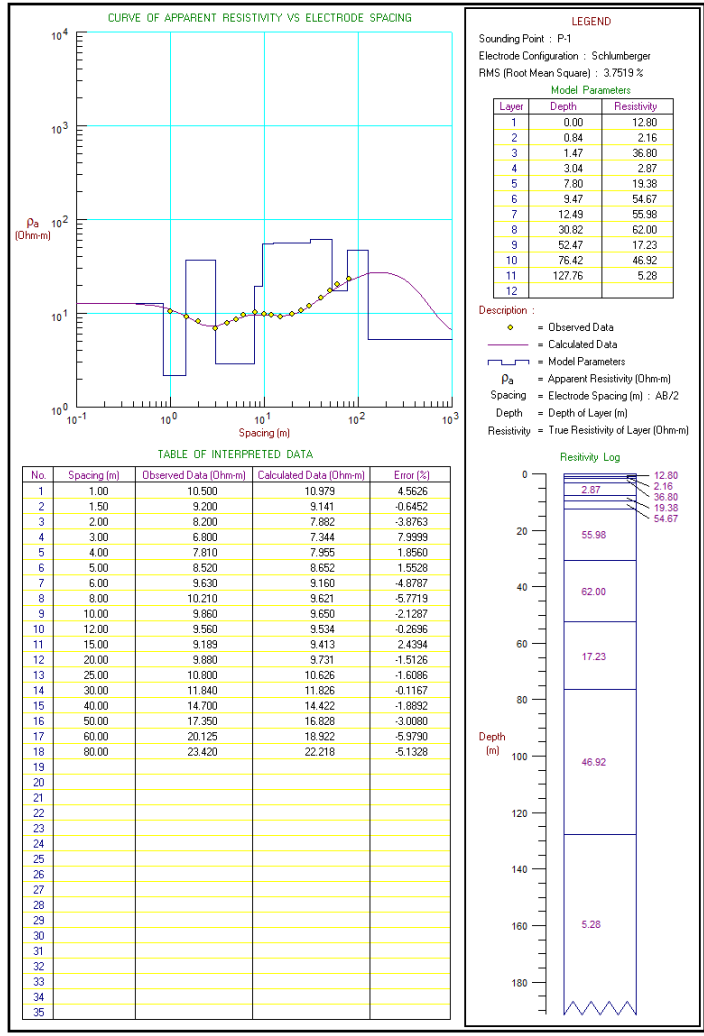 CURVE OF APPARENT RESISTIVITY VS ELECTRODE SPACING
10^4
10^3
10^2
10^1
10^0
ρa
(Ohm-m)
10^-1 10^0 10^1 10^2 10^3
Spacing (m)
TABLE OF INTERPRETED DATA
No. Spacing (m) Observed Data (Ohm-m) Calculated Data (Ohm-m) Error (%)
1 1.00 10.500 10.979 4.5626
2 1.50 9.200 9.141 -0.6452
3 2.00 8.200 7.882 -3.8763
4 3.00 6.800 7.344 7.9999
5 4.00 7.810 7.955 1.8560
6 5.00 8.520 8.652 1.5528
7 6.00 9.630 9.160 -4.8787
8 8.00 10.210 9.621 -5.7719
9 10.00 9.860 9.650 -2.1287
10 12.00 9.560 9.534 -0.2696
11 15.00 9.189 9.413 2.4394
12 20.00 9.880 9.731 -1.5126
13 25.00 10.800 10.626 -1.6086
14 30.00 11.840 11.826 -0.1167
15 40.00 14.700 14.422 -1.8892
16 50.00 17.350 16.828 -3.0080
17 60.00 20.125 18.922 -5.9790
18 80.00 23.420 22.218 -5.1328
19
20
21
22
23
24
25
26
27
28
29
30
31
32
33
34
35
LEGEND
Sounding Point : P-1
Electrode Configuration : Schlumberger
RMS (Root Mean Square) : 3.7519 %
Model Parameters
Layer Depth Resistivity
1 0.00 12.80
2 0.84 2.16
3 1.47 36.80
4 3.04 2.87
5 7.80 19.38
6 9.47 54.67
7 12.49 55.98
8 30.82 62.00
9 52.47 17.23
10 76.42 46.92
11 127.76 5.28
12
Description :
= Observed Data
= Calculated Data
= Model Parameters
ρa = Apparent Resistivity (Ohm-m)
Spacing = Electrode Spacing (m) : AB/2
Depth = Depth of Layer (m)
Resistivity = True Resistivity of Layer (Ohm-m)
Resitivity Log
0
20
40
60
80
100
120
140
160
180
Depth
(m)
12.80
2.16
36.80
2.87
19.38
54.67
55.98
62.00
17.23
46.92
5.28